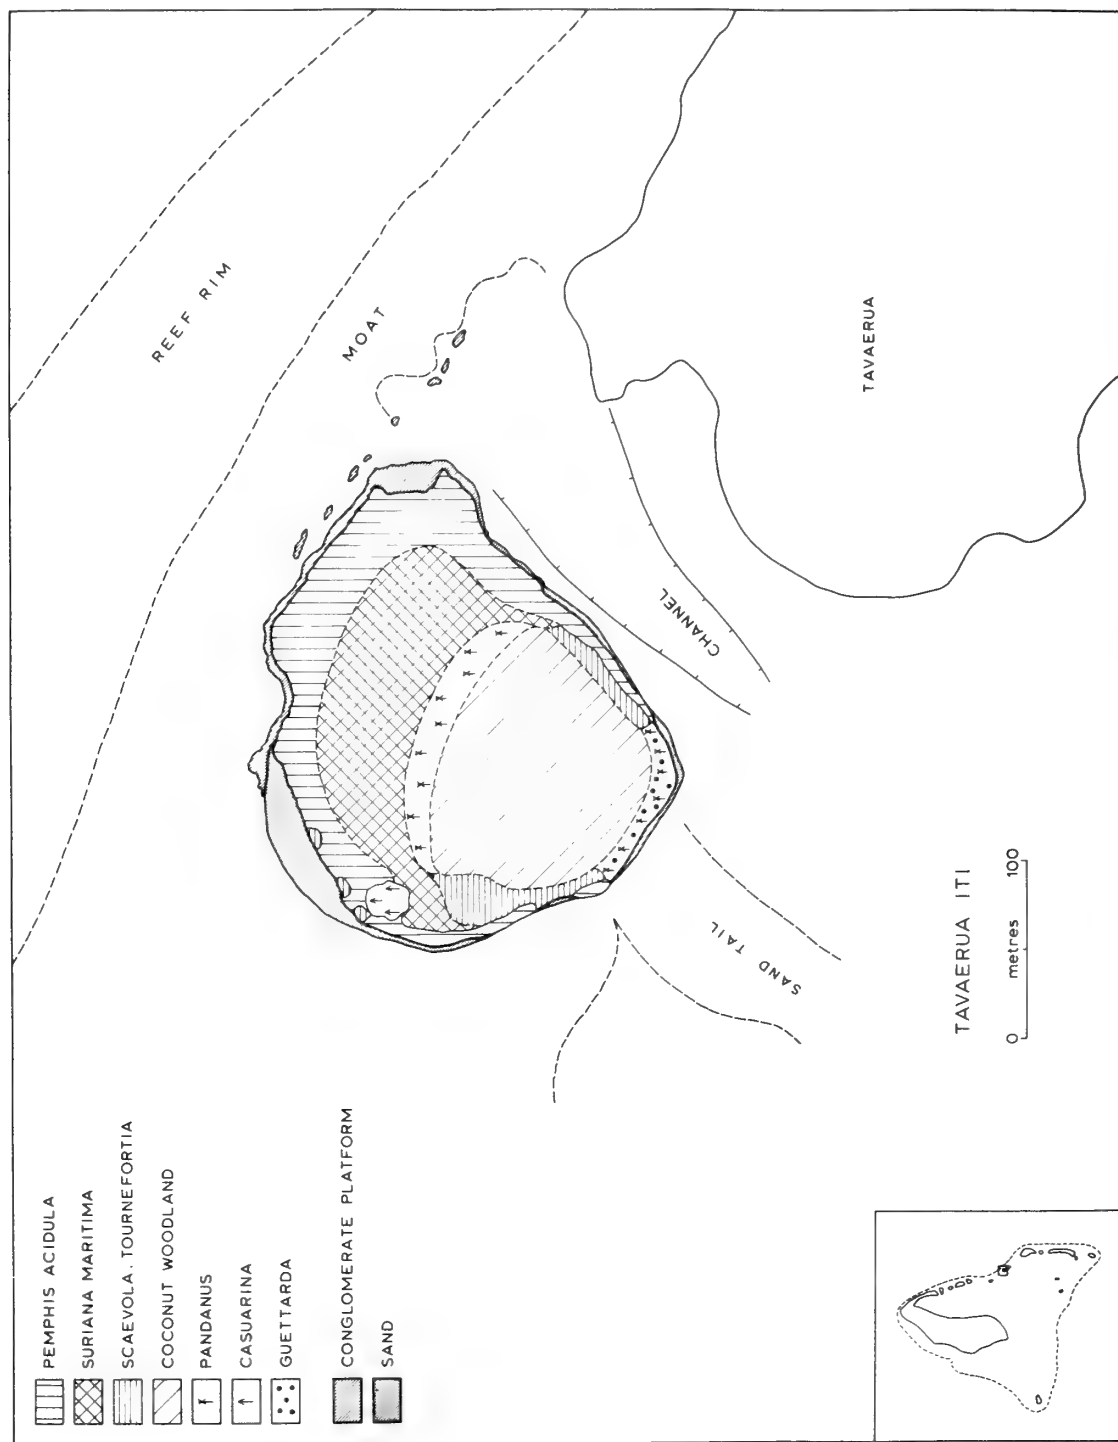 REEF RIM
MOAT
TAVAERUA
CHANNEL
SAND TAIL
TAVAERUA ITI
0 metres 100
PEMPHIS ACIDULA
SURIANA MARITIMA
SCAEVOLA, TOURNEFORTIA
COCONUT WOODLAND
PANDANUS
CASUARINA
GUETTARDA
CONGLOMERATE PLATFORM
SAND